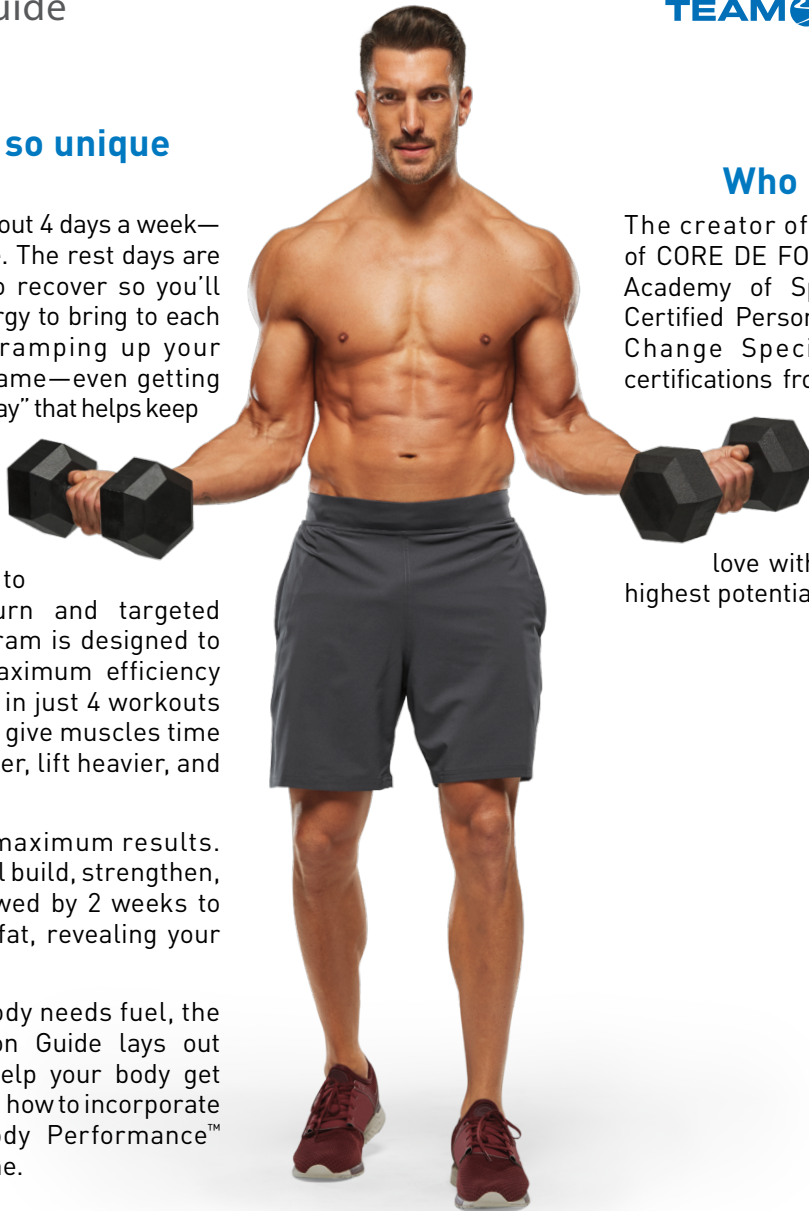 uide
TEAM
so unique
out 4 days a week—
. The rest days are
o recover so you’ll
rgy to bring to each
ramping up your
ame—even getting
ay” that helps keep
to
urn and targeted
ram is designed to
aximum efficiency
in just 4 workouts
give muscles time
er, lift heavier, and
maximum results.
l build, strengthen,
wed by 2 weeks to
fat, revealing your
ody needs fuel, the
on Guide lays out
elp your body get
how to incorporate
ody Performance™
ne.
Who
The creator of
of CORE DE FO
Academy of Sp
Certified Person
Change Speci
certifications fro
love with
highest potentia